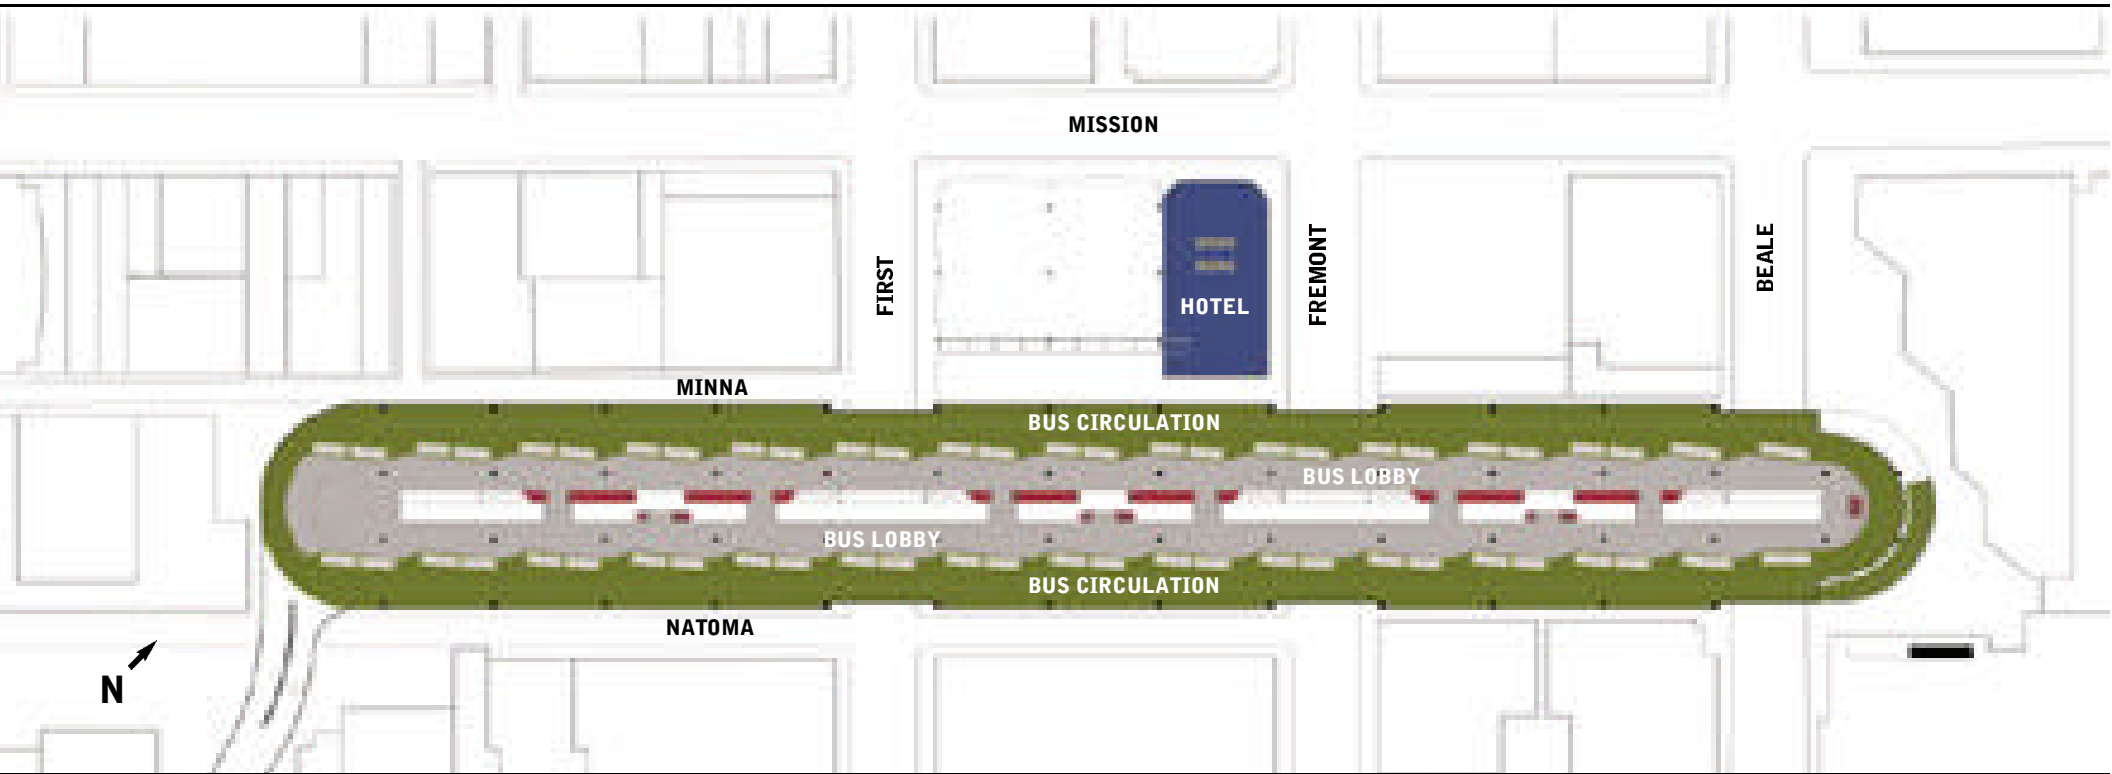 MISSION
FIRST
HOTEL
FREMONT
BEALE
MINNA
BUS CIRCULATION
BUS LOBBY
BUS LOBBY
BUS CIRCULATION
NATOMA
N